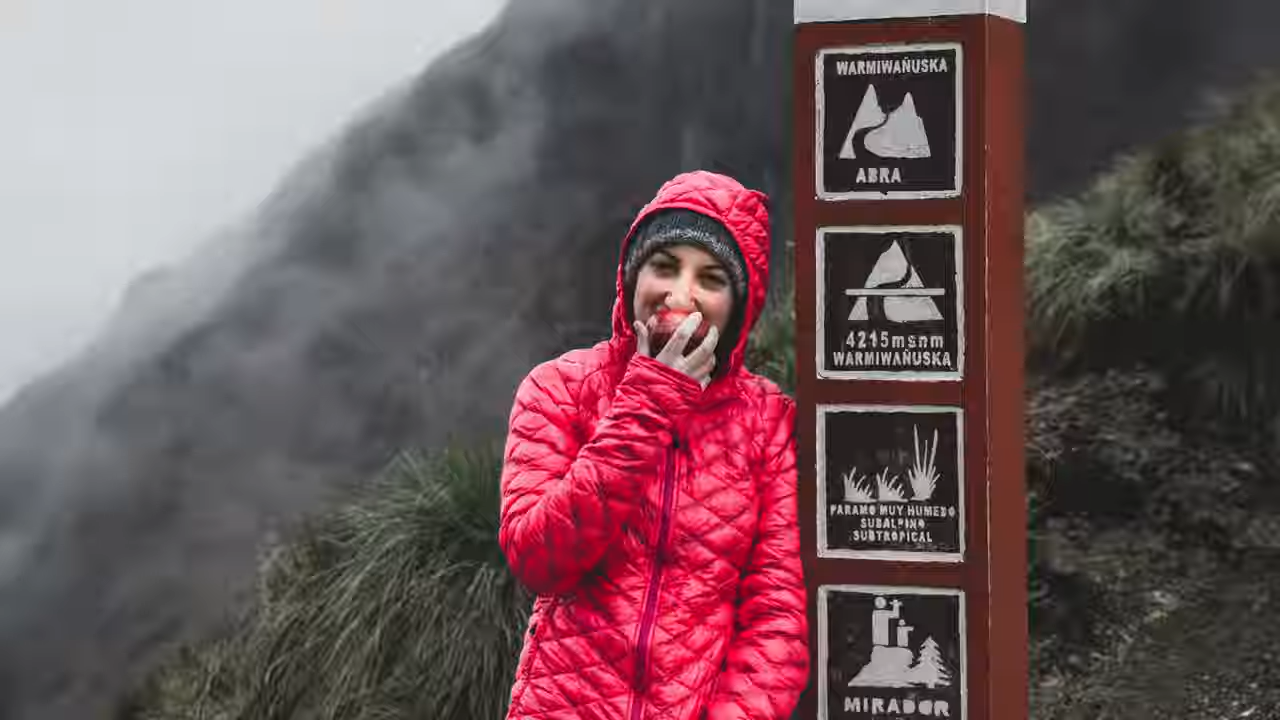 WARMIWAÑUSKA
ABRA
4215msnm
WARMIWAÑUSKA
PARAMO MUY HUMEDO
SUBALPINO
SUBTROPICAL
MIRADOR